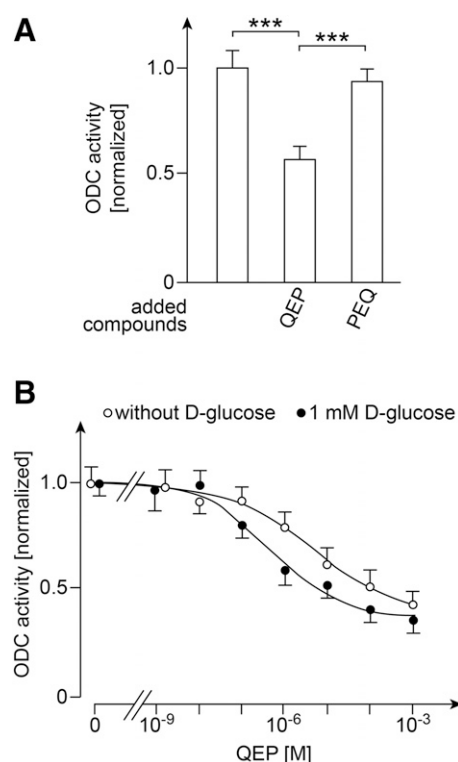 A
*** ***
1.0
0.5
0
ODC activity
[normalized]
added
compounds
QEP
PEQ
B
without D-glucose
1 mM D-glucose
1.0
0.5
0
ODC activity [normalized]
0
10-9
10-6
10-3
QEP [M]